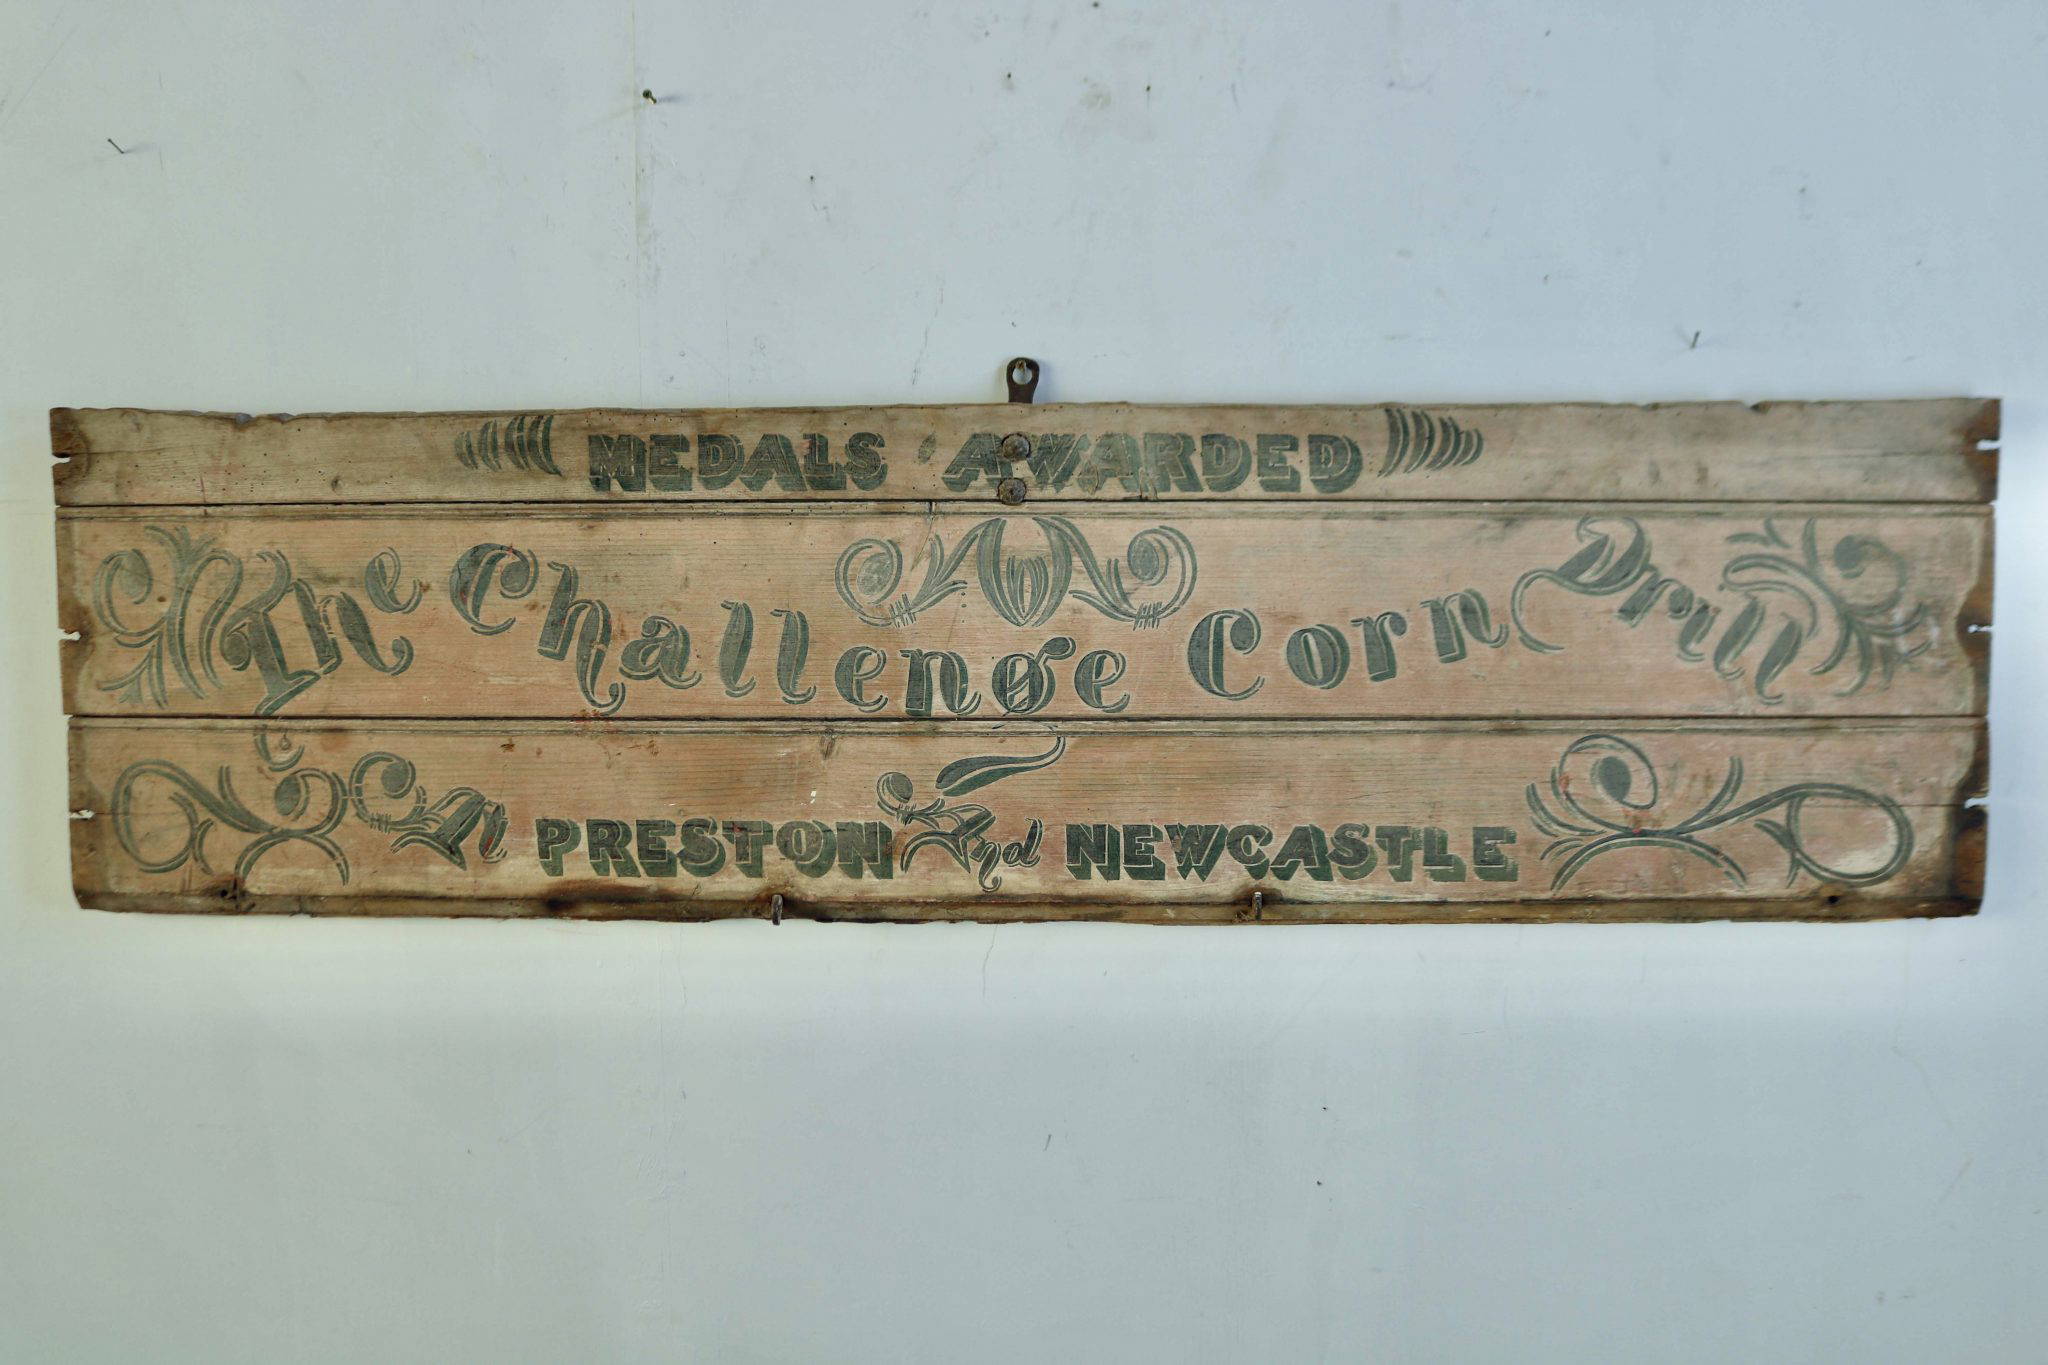 MEDALS AWARDED
The Challenge Corn Drill
At PRESTON And NEWCASTLE